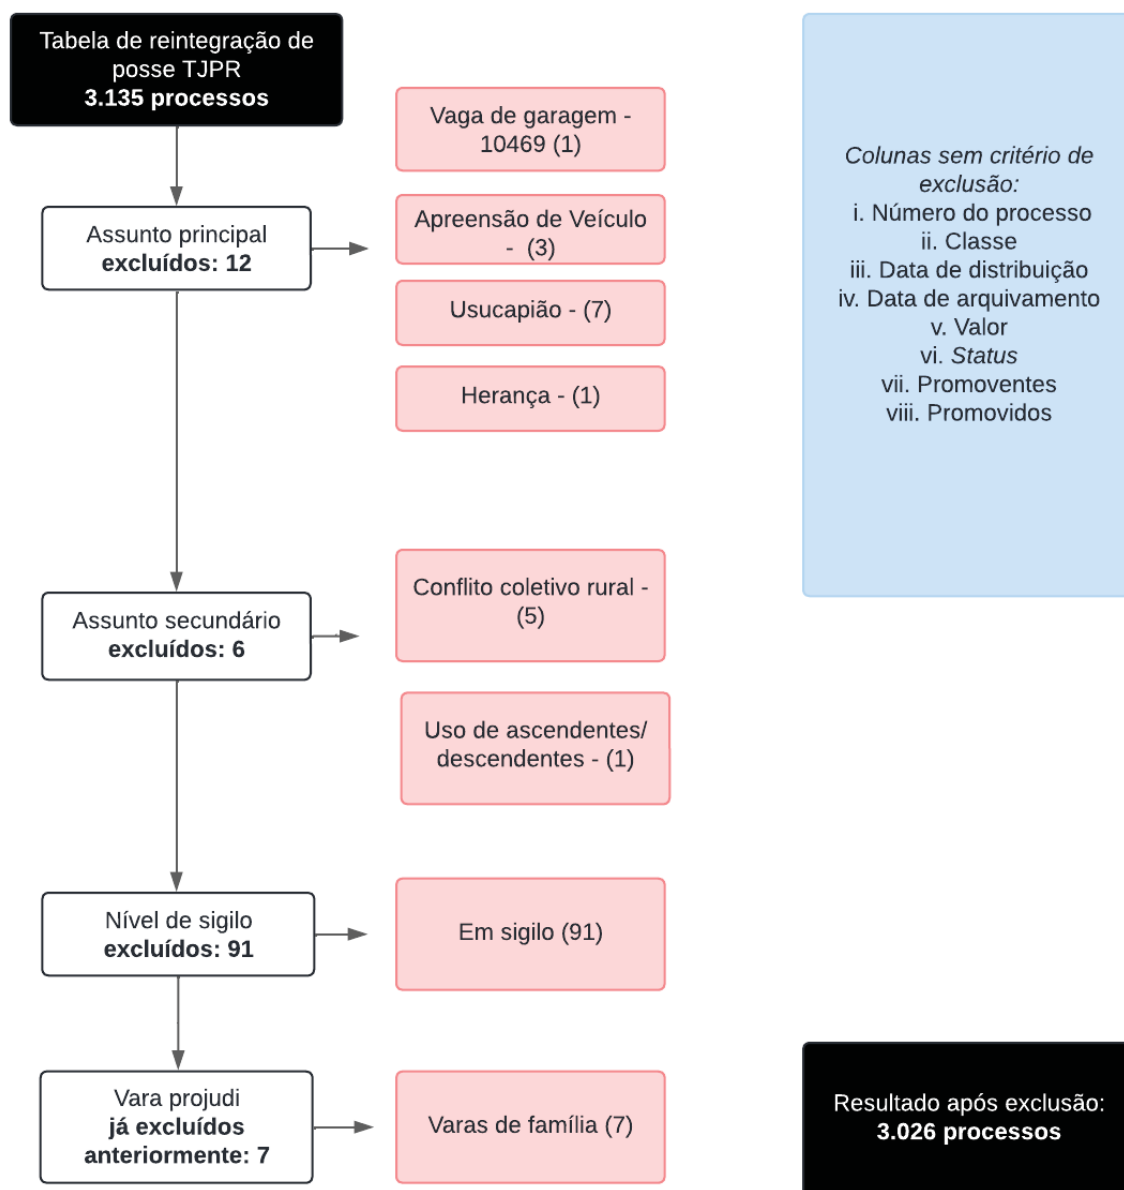 Tabela de reintegração de
posse TJPR
3.135 processos
Assunto principal
excluídos: 12
Vaga de garagem -
10469 (1)
Apreensão de Veículo
- (3)
Usucapião - (7)
Herança - (1)
Assunto secundário
excluídos: 6
Conflito coletivo rural -
(5)
Uso de ascendentes/
descendentes - (1)
Nível de sigilo
excluídos: 91
Em sigilo (91)
Vara projudi
já excluídos
anteriormente: 7
Varas de família (7)
Colunas sem critério de
exclusão:
i. Número do processo
ii. Classe
iii. Data de distribuição
iv. Data de arquivamento
v. Valor
vi. Status
vii. Promoventes
viii. Promovidos
Resultado após exclusão:
3.026 processos